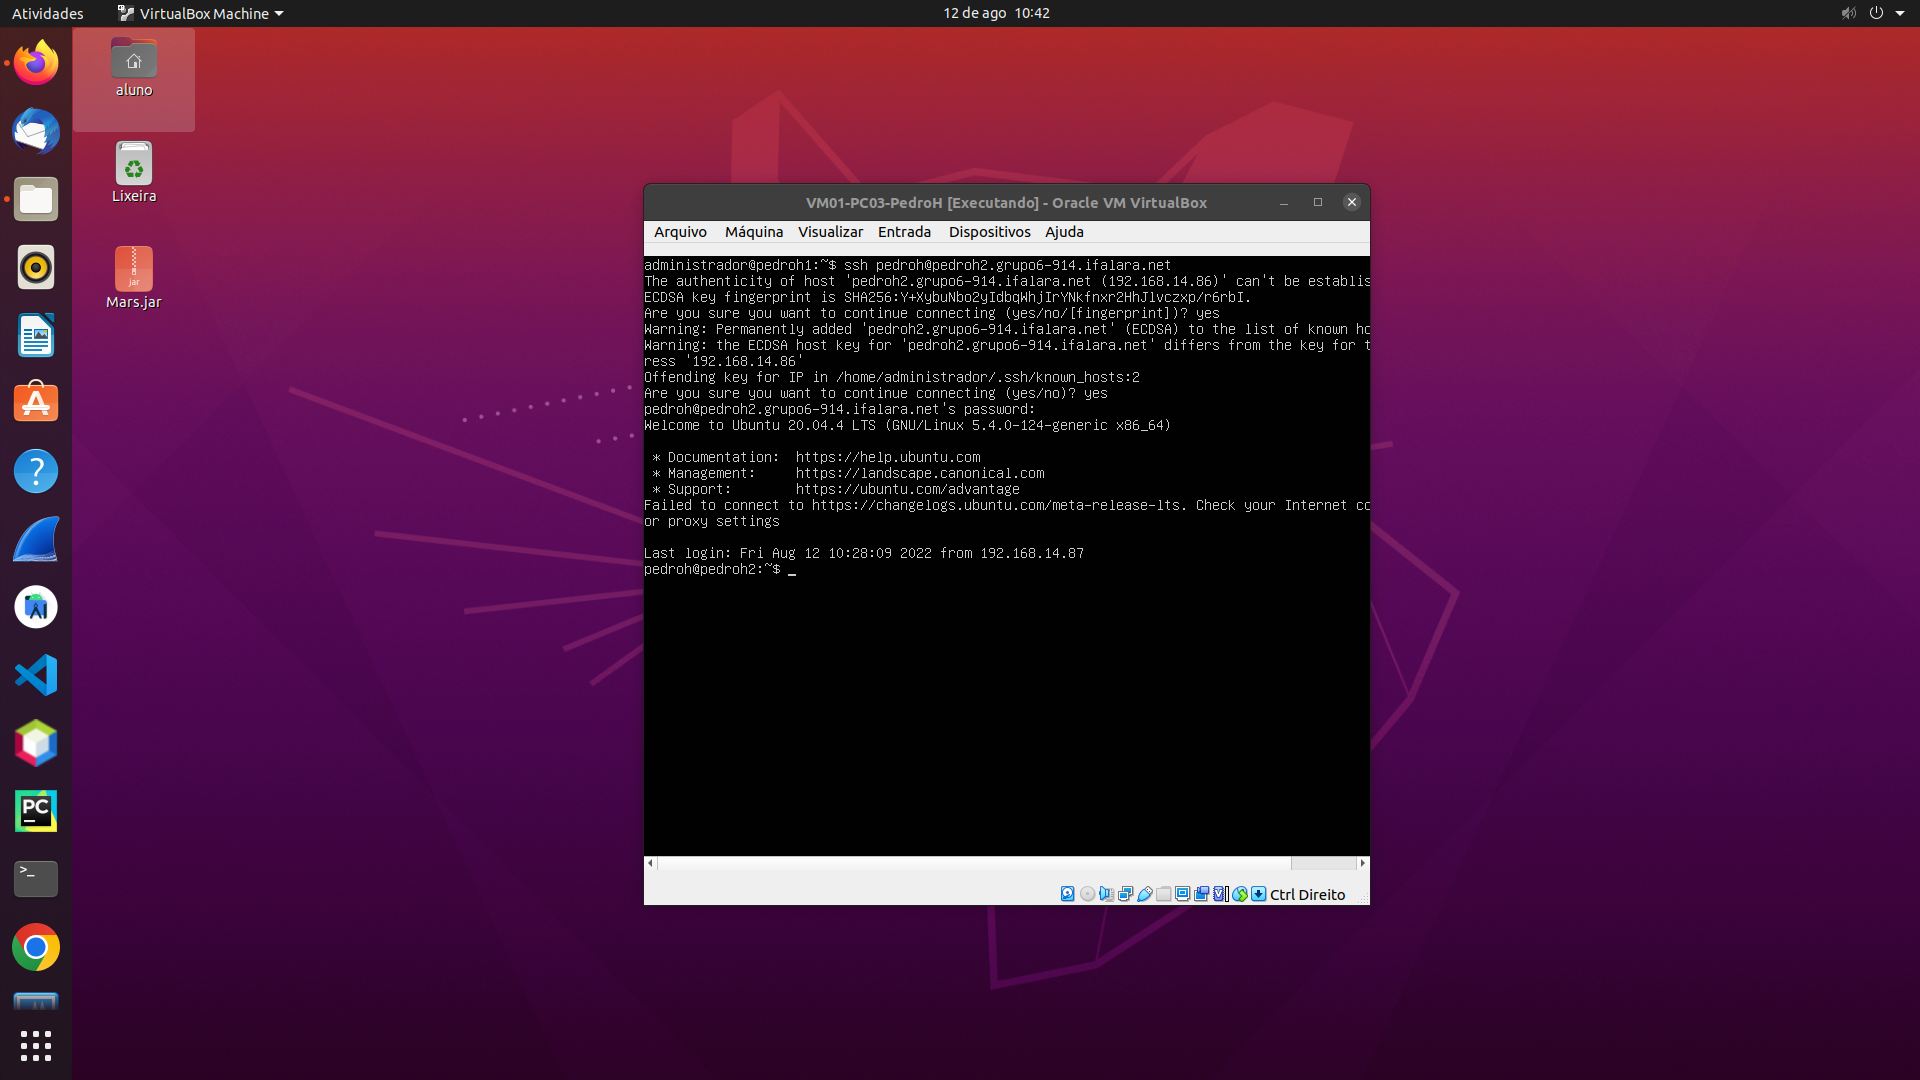 Atividades
VirtualBox Machine
12 de ago 10:42
aluno
Lixeira
jar
Mars.jar
VM01-PC03-PedroH [Executando] - Oracle VM VirtualBox
Arquivo Máquina Visualizar Entrada Dispositivos Ajuda
administrador@pedroh1:~$ ssh pedroh@pedroh2.grupo6-914.ifalara.net
The authenticity of host 'pedroh2.grupo6-914.ifalara.net (192.168.14.86)' can't be establis
ECDSA key fingerprint is SHA256:Y+XybuNbo2yIdbqWhjIrYNkfnxr2HhJlvczxp/r6rbI.
Are you sure you want to continue connecting (yes/no/[fingerprint])? yes
Warning: Permanently added 'pedroh2.grupo6-914.ifalara.net' (ECDSA) to the list of known ho
Warning: the ECDSA host key for 'pedroh2.grupo6-914.ifalara.net' differs from the key for t
ress '192.168.14.86'
Offending key for IP in /home/administrador/.ssh/known_hosts:2
Are you sure you want to continue connecting (yes/no)? yes
pedroh@pedroh2.grupo6-914.ifalara.net's password:
Welcome to Ubuntu 20.04.4 LTS (GNU/Linux 5.4.0-124-generic x86_64)
* Documentation: https://help.ubuntu.com
* Management: https://landscape.canonical.com
* Support: https://ubuntu.com/advantage
Failed to connect to https://changelogs.ubuntu.com/meta-release-lts. Check your Internet co
or proxy settings
Last login: Fri Aug 12 10:28:09 2022 from 192.168.14.87
pedroh@pedroh2:~$ _
PC
>_
Ctrl Direito